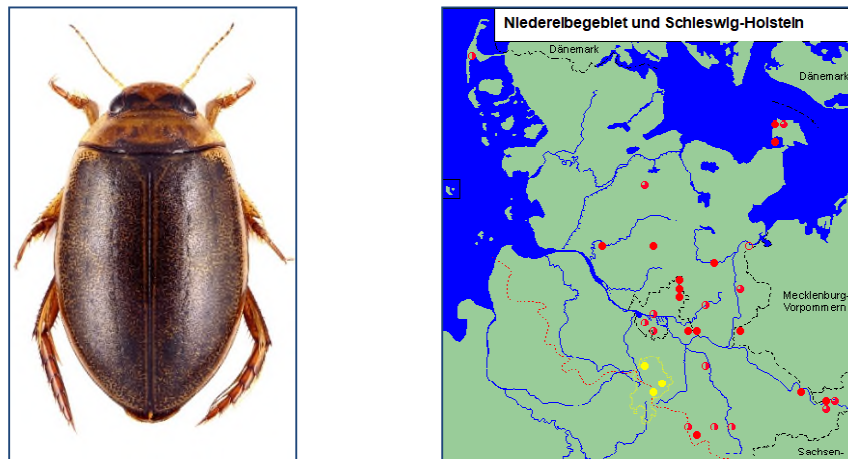 Niederelbegebiet und Schleswig-Holstein
Dänemark
Dänemark
Mecklenburg-
Vorpommern
Sachsen-